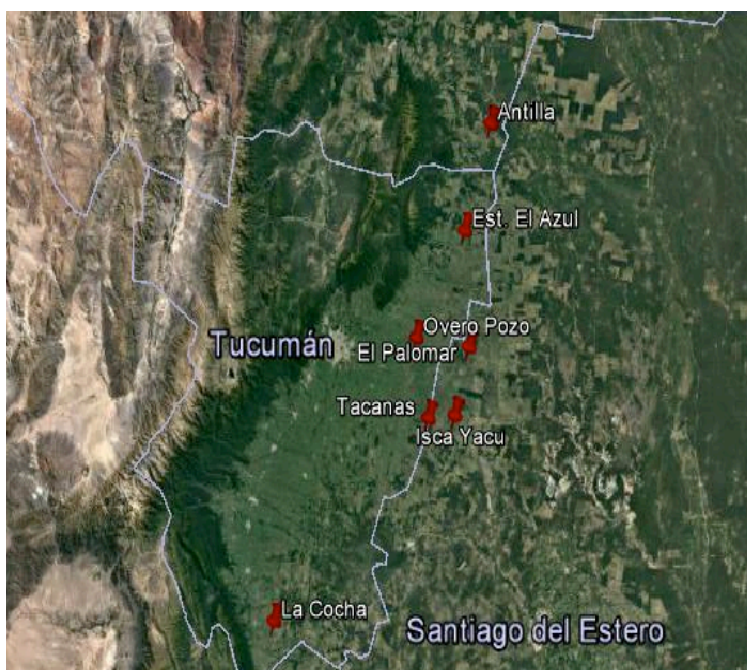 Antilla
Est. El Azul
Overo Pozo
Tucumán
El Palomar
Tacanas
Isca Yacu
La Cocha
Santiago del Estero